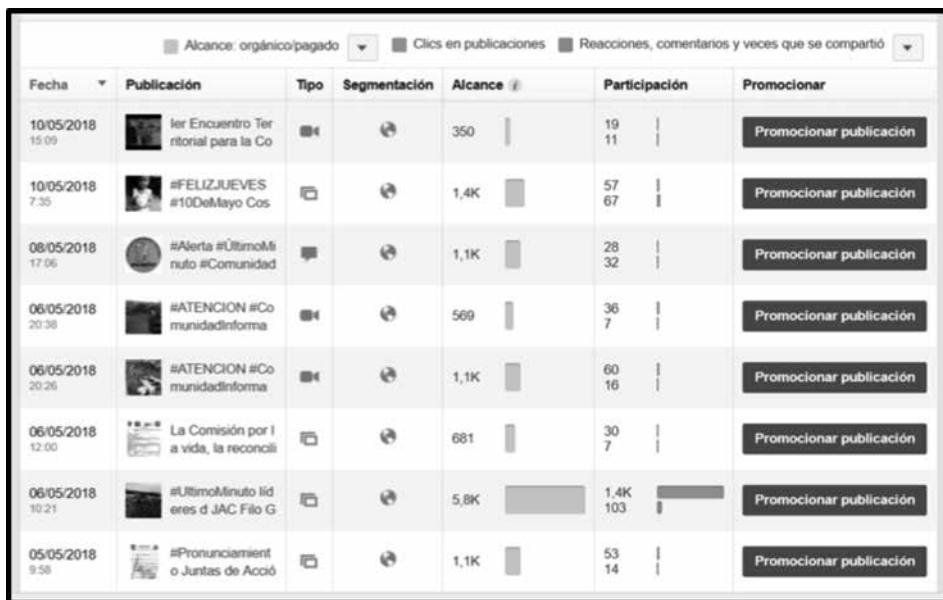 Alcance: orgánico/pagado Clics en publicaciones Reacciones, comentarios y veces que se compartió
Fecha Publicación Tipo Segmentación Alcance i Participación Promocionar
10/05/2018 Ier Encuentro Ter 350 19 Promocionar publicación
15:09 ritorial para la Co 11
10/05/2018 #FELIZJUEVES 1,4K 57 Promocionar publicación
7:35 #10DeMayo Cos 67
08/05/2018 #Alerta #ÚltimoMi 1,1K 28 Promocionar publicación
17:06 nuto #Comunidad 32
06/05/2018 #ATENCION #Co 569 36 Promocionar publicación
20:38 munidadInforma 7
06/05/2018 #ATENCION #Co 1,1K 60 Promocionar publicación
20:26 munidadInforma 16
06/05/2018 La Comisión por l 681 30 Promocionar publicación
12:00 a vida, la reconcili 7
06/05/2018 #UltimoMinuto líd 5,8K 1,4K Promocionar publicación
10:21 eres d JAC Filo G 103
05/05/2018 #Pronunciamient 1,1K 53 Promocionar publicación
9:58 o Juntas de Acció 14